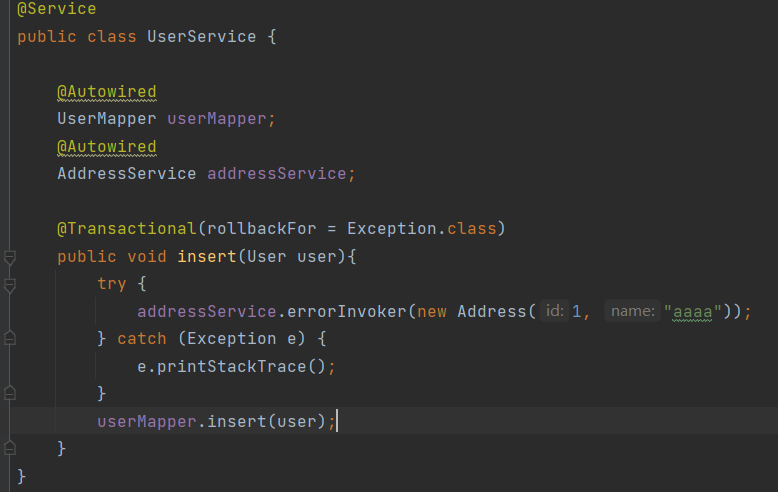 @Service
public class UserService {
@Autowired
UserMapper userMapper;
@Autowired
AddressService addressService;
@Transactional(rollbackFor = Exception.class)
public void insert(User user){
try {
addressService.errorInvoker(new Address( id: 1, name: "aaaa"));
} catch (Exception e) {
e.printStackTrace();
}
userMapper.insert(user);
}
}